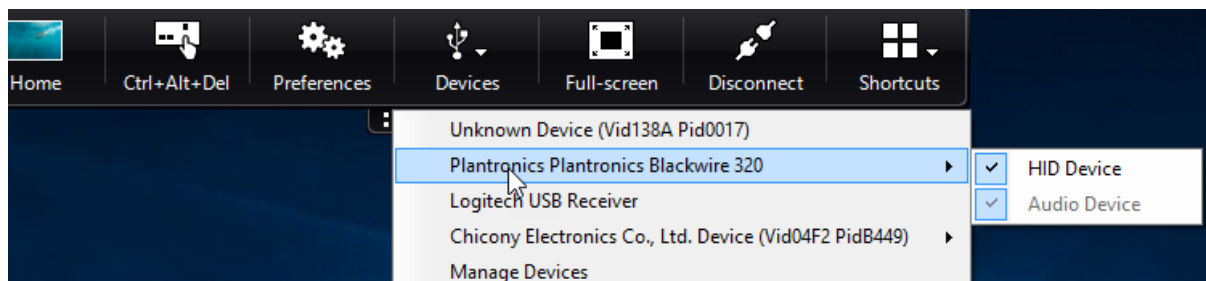 Home Ctrl+Alt+Del Preferences Devices Full-screen Disconnect Shortcuts
Unknown Device (Vid138A Pid0017)
Plantronics Plantronics Blackwire 320
HID Device
Logitech USB Receiver
Audio Device
Chicony Electronics Co., Ltd. Device (Vid04F2 PidB449)
Manage Devices